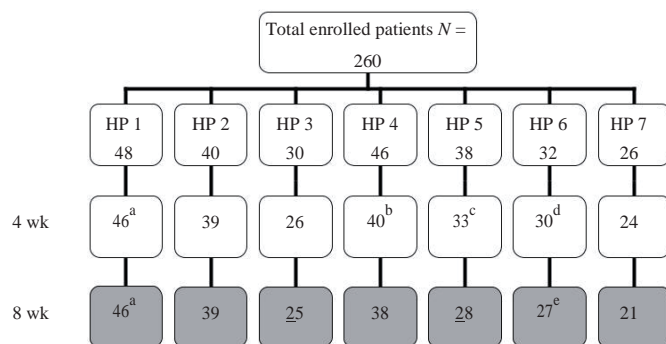 Total enrolled patients N =
260
HP 1 HP 2 HP 3 HP 4 HP 5 HP 6 HP 7
48 40 30 46 38 32 26
4 wk 46a 39 26 40b 33c 30d 24
8 wk 46a 39 25 38 28 27e 21